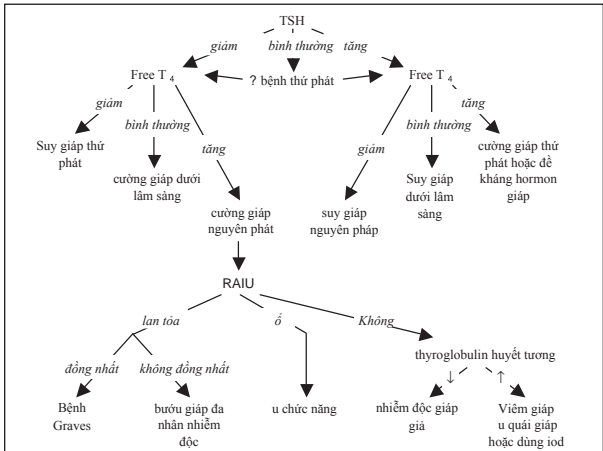 TSH
giảm bình thường tăng
Free T 4 ? bệnh thứ phát Free T 4
giảm
bình thường
tăng
giảm
bình thường
tăng
Suy giáp thứ
phát
cường giáp dưới
lâm sàng
cường giáp
nguyên phát
suy giáp
nguyên pháp
Suy giáp
dưới lâm
sàng
cường giáp thứ
phát hoặc đề
kháng hormon
giáp
RAIU
lan tỏa ổ Không
đồng nhất không đồng nhất
thyroglobulin huyết tương
↓ ↑
Bệnh
Graves
bướu giáp đa
nhân nhiễm
độc
u chức năng
nhiễm độc giáp
giả
Viêm giáp
u quái giáp
hoặc dùng iod